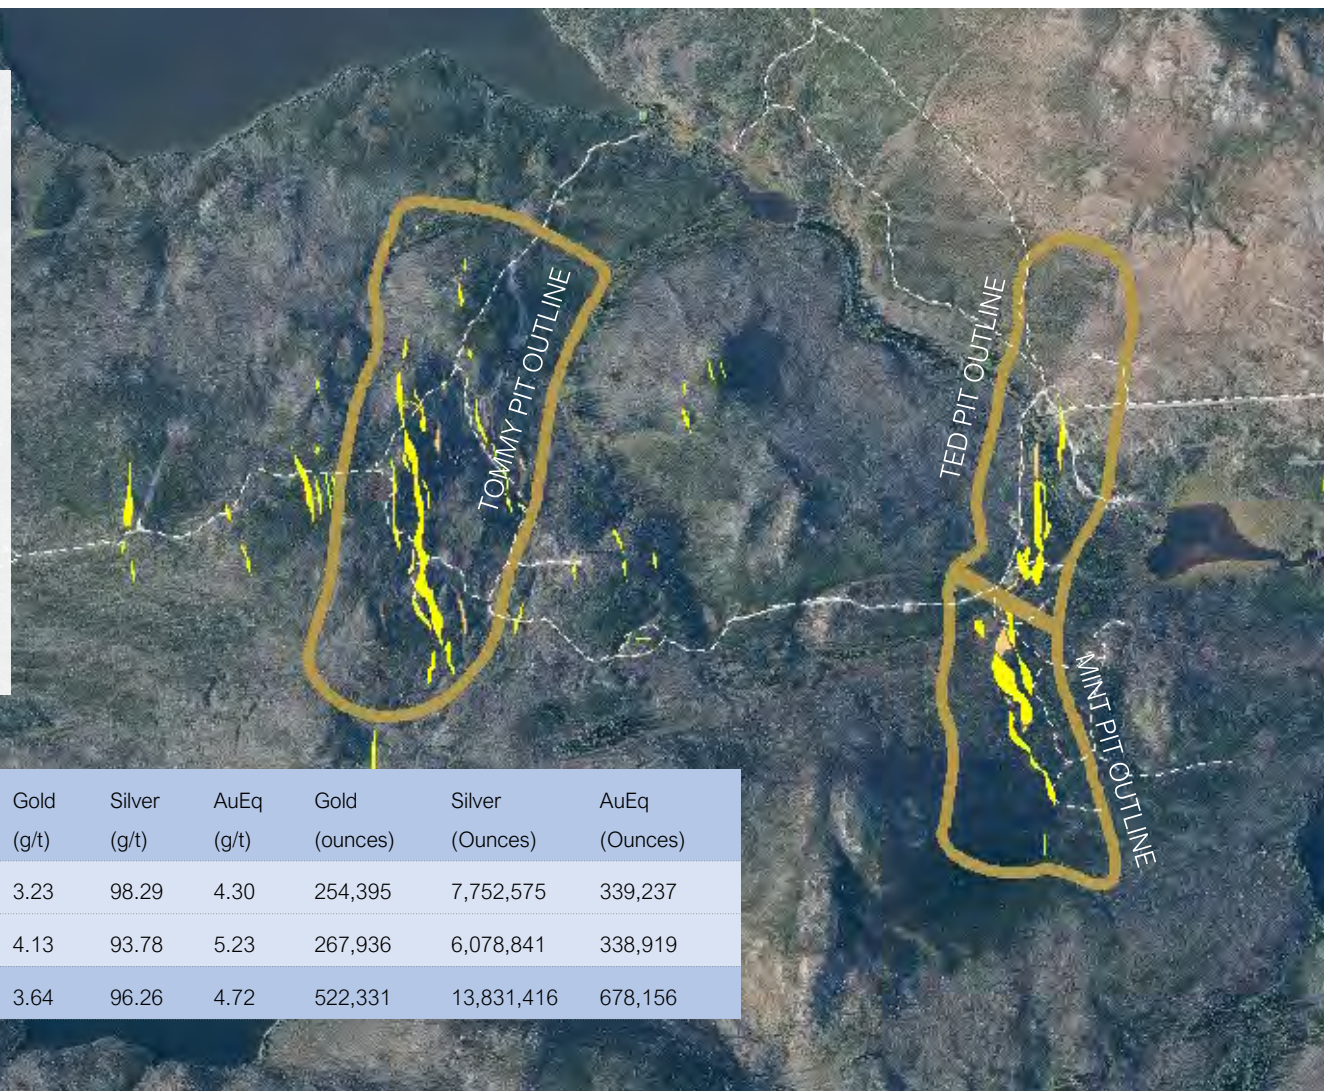 TOMMY PIT OUTLINE
TED PIT OUTLINE
MINT PIT OUTLINE
Gold Silver AuEq Gold Silver AuEq
(g/t) (g/t) (g/t) (ounces) (Ounces) (Ounces)
3.23 98.29 4.30 254,395 7,752,575 339,237
4.13 93.78 5.23 267,936 6,078,841 338,919
3.64 96.26 4.72 522,331 13,831,416 678,156